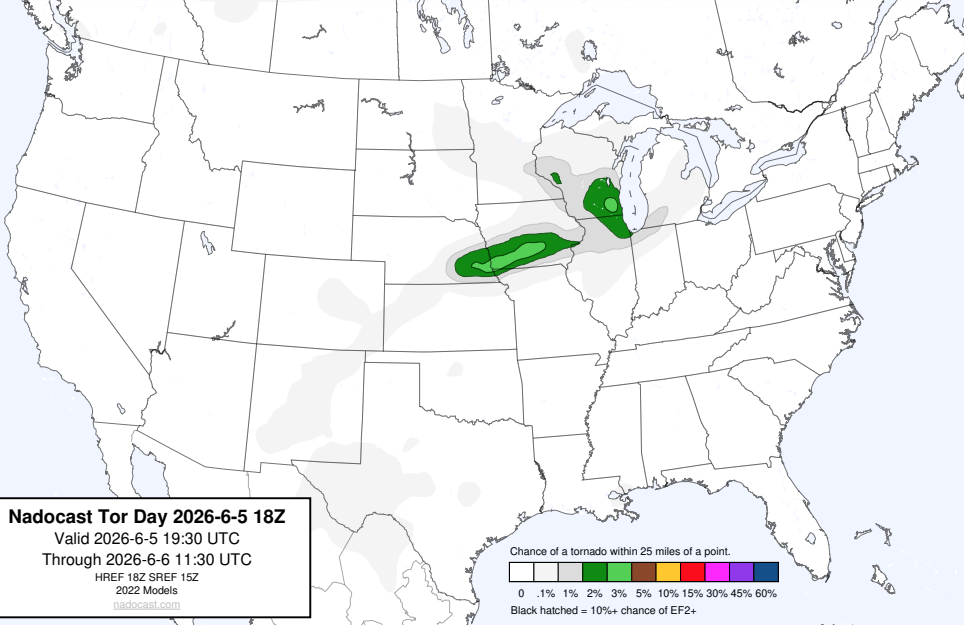 Nadocast Tor Day 2026-6-5 18Z
Valid 2026-6-5 19:30 UTC
Through 2026-6-6 11:30 UTC
HREF 18Z SREF 15Z
2022 Models
nadocast.com
Chance of a tornado within 25 miles of a point.
0 .1% 1% 2% 3% 5% 10% 15% 30% 45% 60%
Black hatched = 10%+ chance of EF2+